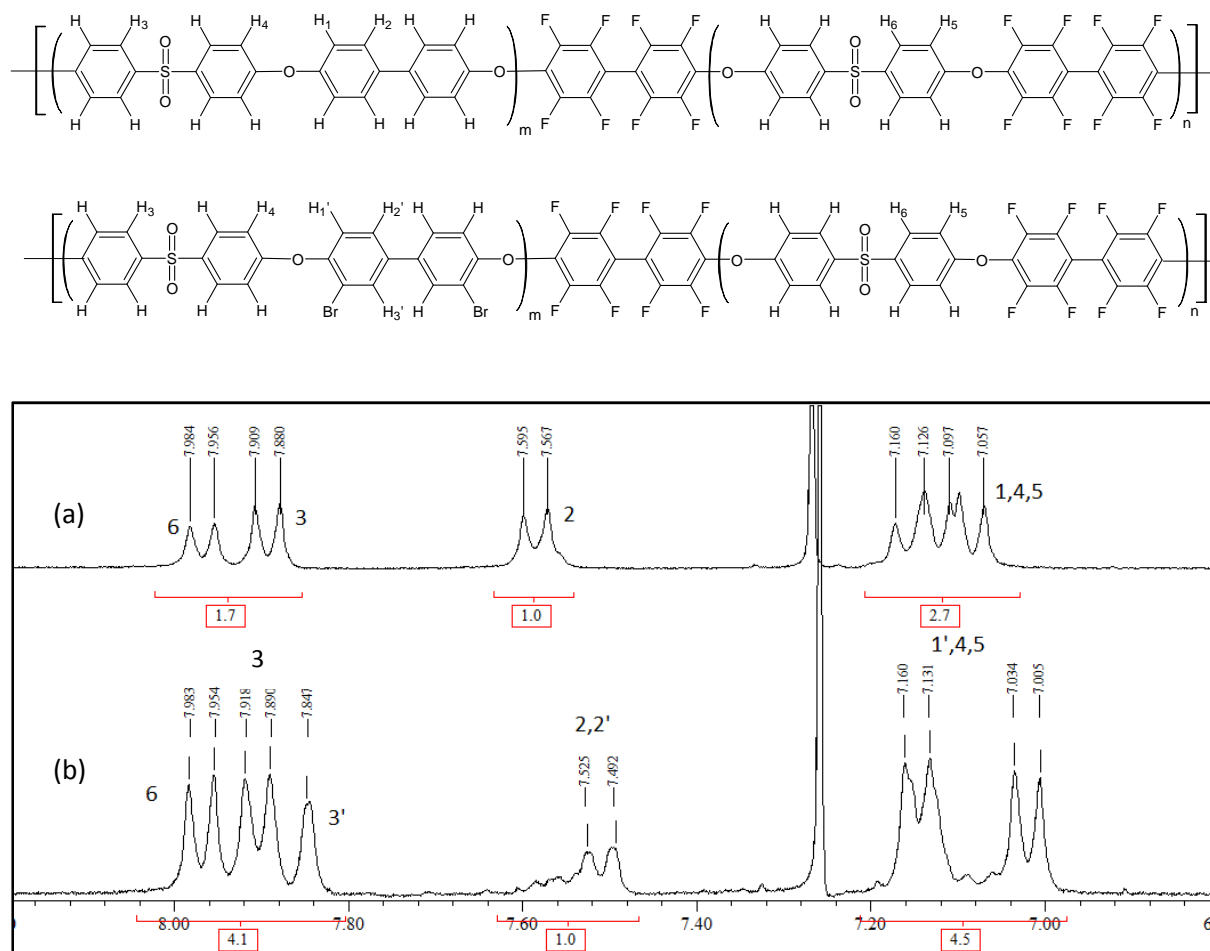 H H₃ H H₄ H₁ H₂ H H F F F F H H H₆ H₅ F F F F
O S O O O O O S O O
H H H H H H H H m F F F F H H H H F F F F n
H H₃ H H₄ H₁' H₂' H H F F F F H H H₆ H₅ F F F F
O S O O O O O S O O
H H H H Br H₃' H Br m F F F F H H H H F F F F n
7.984 7.956 7.909 7.880 7.595 7.567 7.160 7.126 7.097 7.057
(a) 6 3 2 1,4,5
1.7 1.0 2.7
3 1',4,5
7.983 7.954 7.918 7.890 7.847 2,2' 7.525 7.492 7.160 7.131 7.034 7.005
(b) 6 3'
8.00 7.80 7.60 7.40 7.20 7.00 6
4.1 1.0 4.5